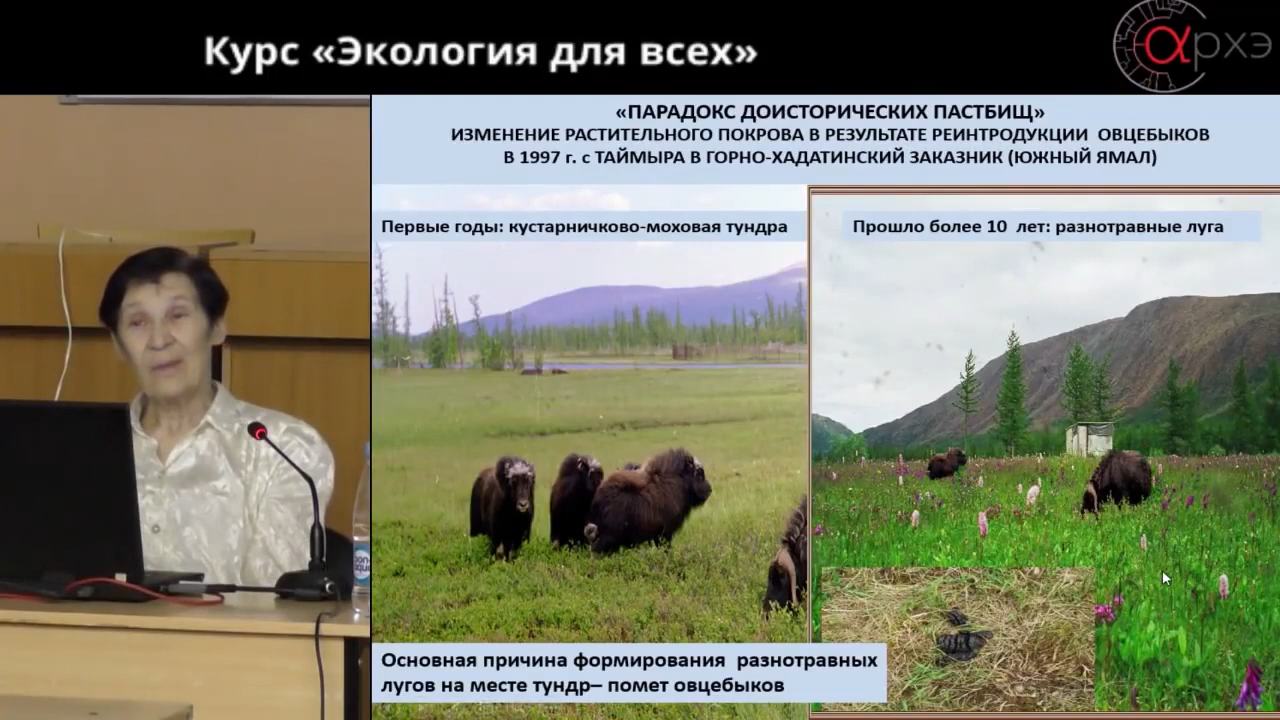 Курс «Экология для всех»
αрхэ
«ПАРАДОКС ДОИСТОРИЧЕСКИХ ПАСТБИЩ»
ИЗМЕНЕНИЕ РАСТИТЕЛЬНОГО ПОКРОВА В РЕЗУЛЬТАТЕ РЕИНТРОДУКЦИИ ОВЦЕБЫКОВ
В 1997 г. с ТАЙМЫРА В ГОРНО-ХАДАТИНСКИЙ ЗАКАЗНИК (ЮЖНЫЙ ЯМАЛ)
Первые годы: кустарничково-моховая тундра
Прошло более 10 лет: разнотравные луга
Основная причина формирования разнотравных
лугов на месте тундр– помет овцебыков